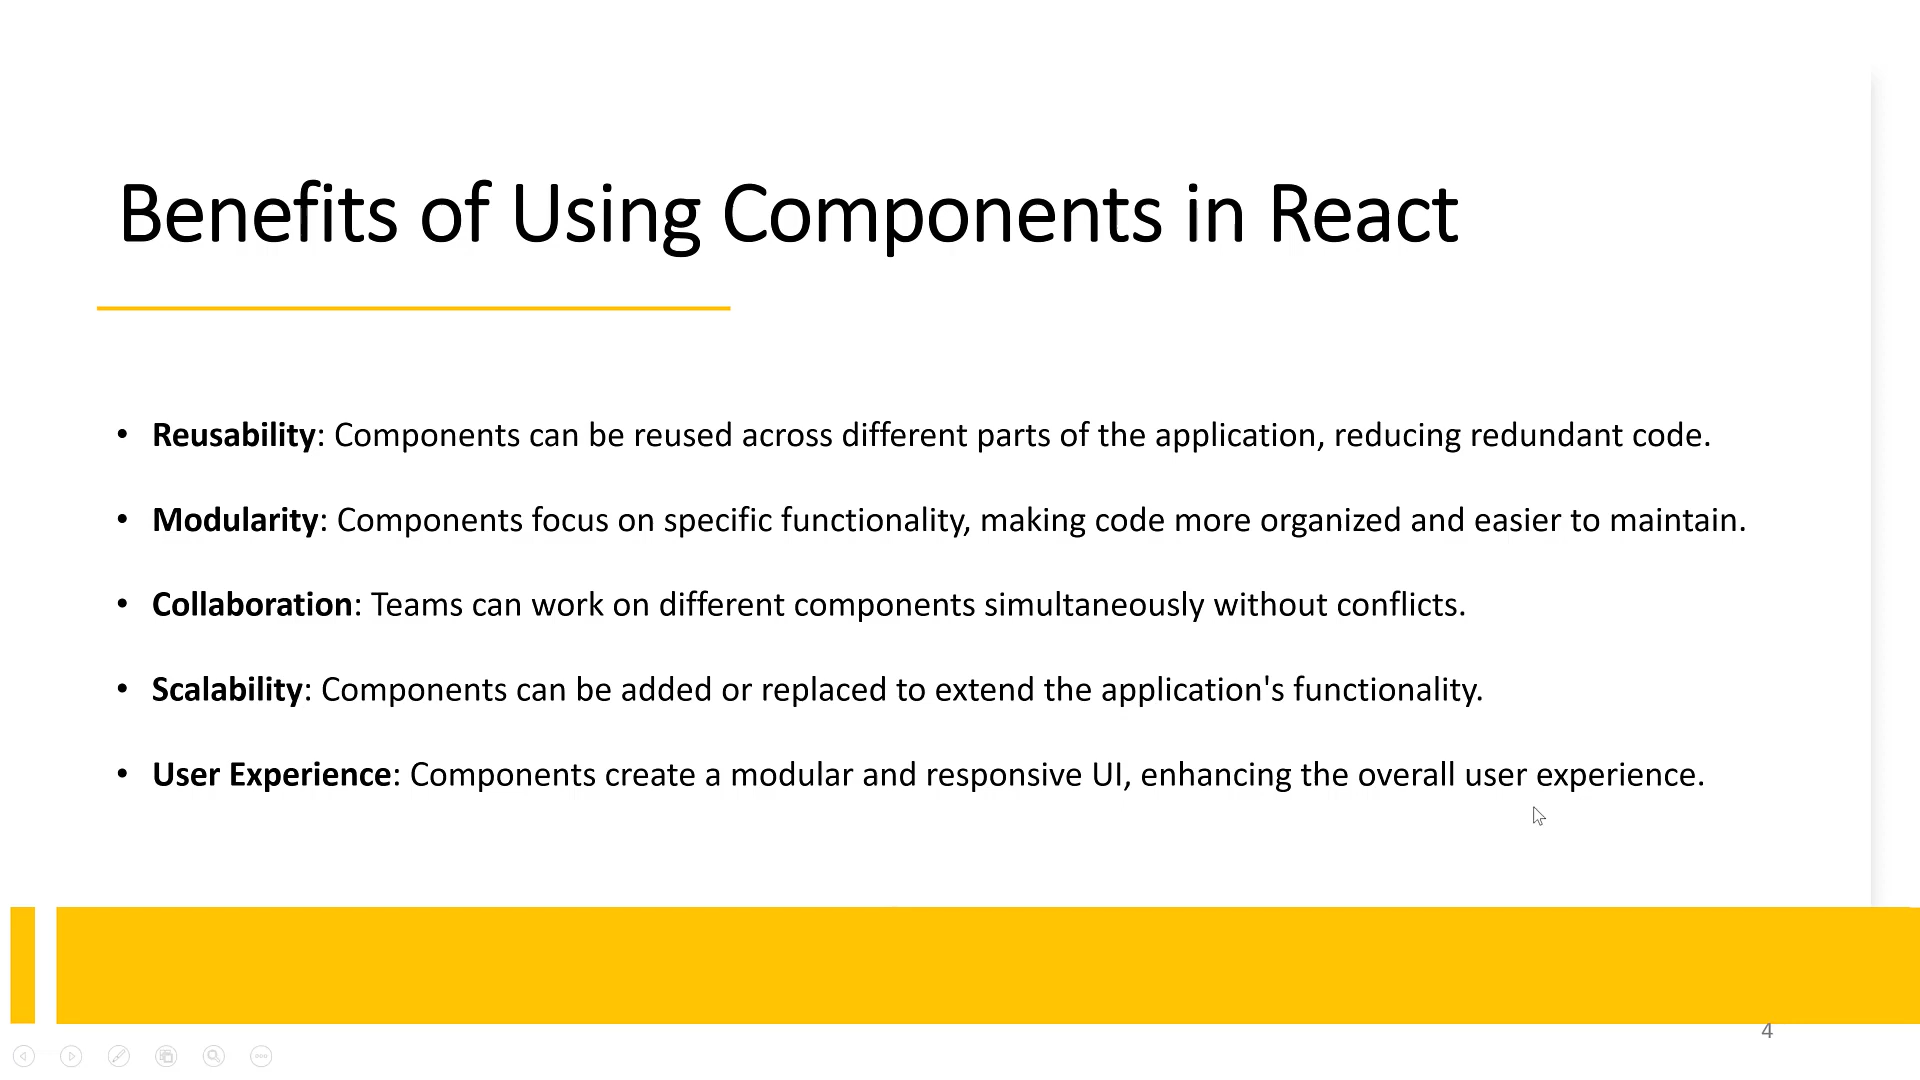 Benefits of Using Components in React
• Reusability: Components can be reused across different parts of the application, reducing redundant code.
• Modularity: Components focus on specific functionality, making code more organized and easier to maintain.
• Collaboration: Teams can work on different components simultaneously without conflicts.
• Scalability: Components can be added or replaced to extend the application's functionality.
• User Experience: Components create a modular and responsive UI, enhancing the overall user experience.
4